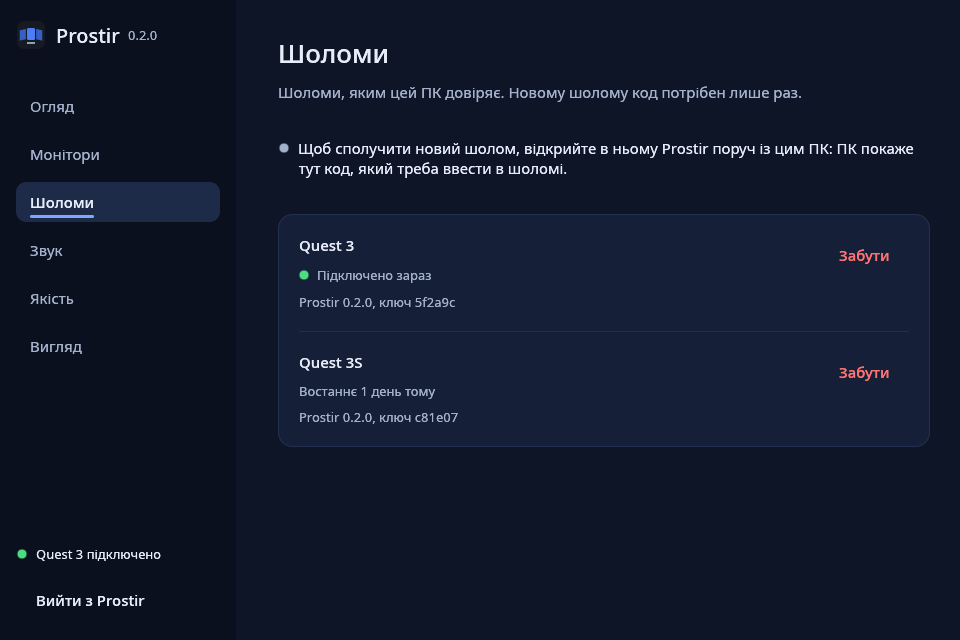 Prostir 0.2.0
Огляд
Монітори
Шоломи
Звук
Якість
Вигляд
Quest 3 підключено
Вийти з Prostir
Шоломи
Шоломи, яким цей ПК довіряє. Новому шолому код потрібен лише раз.
Щоб сполучити новий шолом, відкрийте в ньому Prostir поруч із цим ПК: ПК покаже
тут код, який треба ввести в шоломі.
Quest 3
Забути
Підключено зараз
Prostir 0.2.0, ключ 5f2a9c
Quest 3S
Забути
Востаннє 1 день тому
Prostir 0.2.0, ключ c81e07